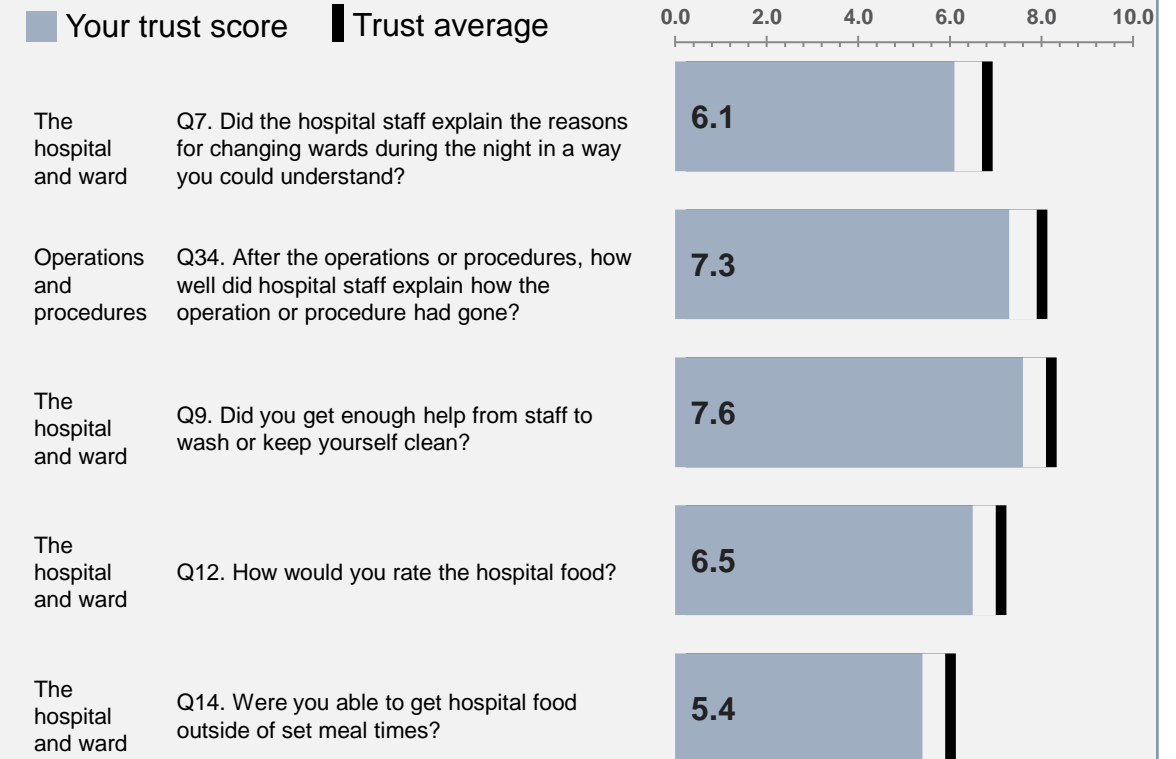 Your trust score
Trust average
0.0 2.0 4.0 6.0 8.0 10.0
The
hospital
and ward
Q7. Did the hospital staff explain the reasons
for changing wards during the night in a way
you could understand?
6.1
Operations
and
procedures
Q34. After the operations or procedures, how
well did hospital staff explain how the
operation or procedure had gone?
7.3
The
hospital
and ward
Q9. Did you get enough help from staff to
wash or keep yourself clean?
7.6
The
hospital
and ward
Q12. How would you rate the hospital food?
6.5
The
hospital
and ward
Q14. Were you able to get hospital food
outside of set meal times?
5.4